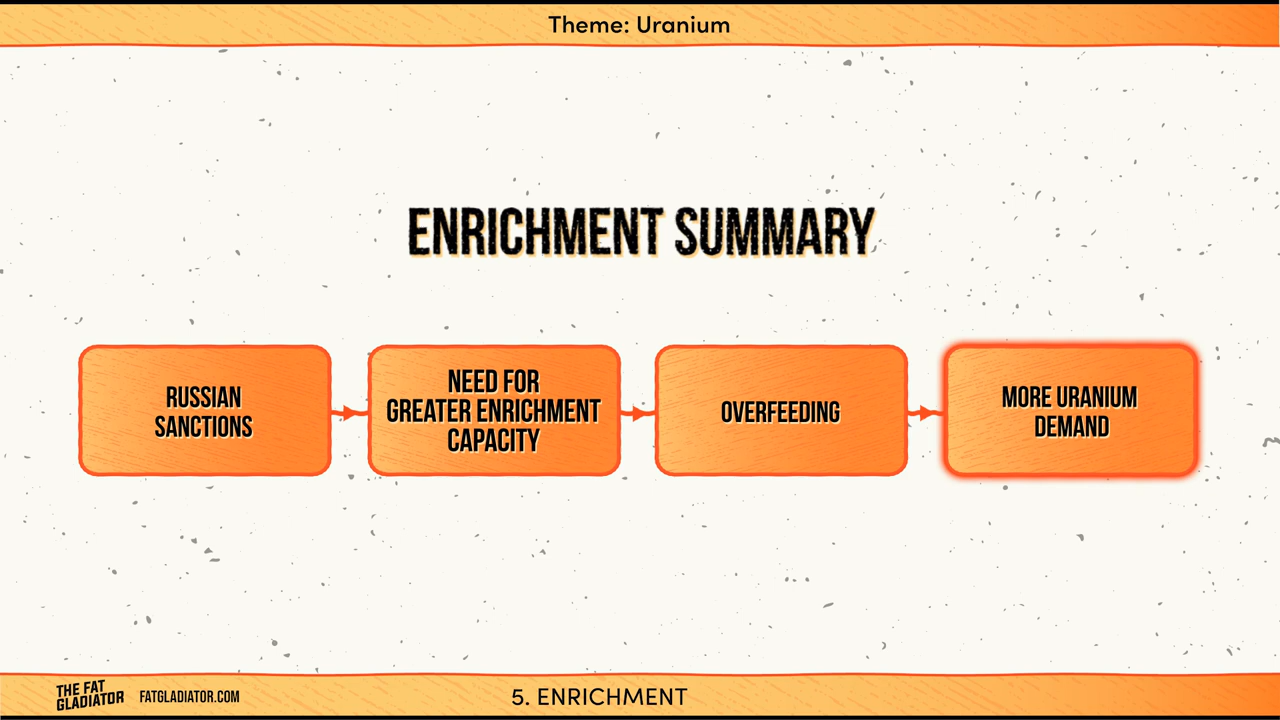 Theme: Uranium
ENRICHMENT SUMMARY
RUSSIAN
SANCTIONS
NEED FOR
GREATER ENRICHMENT
CAPACITY
OVERFEEDING
MORE URANIUM
DEMAND
THE FAT
GLADIATOR
FATGLADIATOR.COM
5. ENRICHMENT